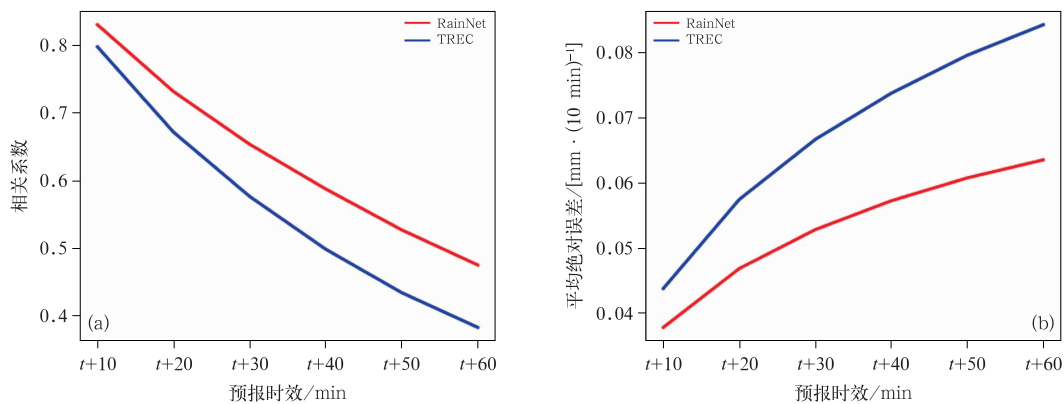 RainNet
TREC
0.8
0.7
0.6
0.5
0.4
相关系数
(a)
t+10 t+20 t+30 t+40 t+50 t+60
预报时效/min
RainNet
TREC
0.08
0.07
0.06
0.05
0.04
平均绝对误差/[mm · (10 min)⁻¹]
(b)
t+10 t+20 t+30 t+40 t+50 t+60
预报时效/min